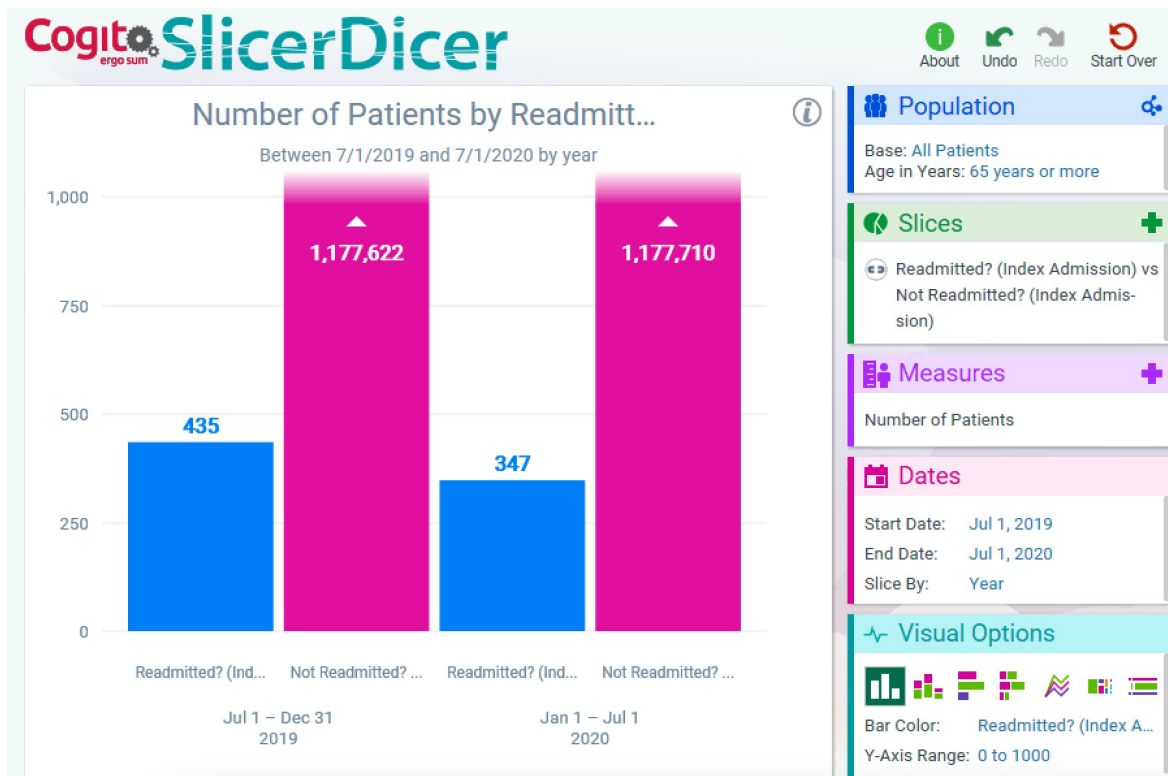 Cogito
ergo sum
SlicerDicer
About
Undo
Redo
Start Over
Number of Patients by Readmitt...
Between 7/1/2019 and 7/1/2020 by year
1,000
750
500
250
0
435
1,177,622
347
1,177,710
Readmitted? (Ind...
Not Readmitted? ...
Readmitted? (Ind...
Not Readmitted? ...
Jul 1 – Dec 31
2019
Jan 1 – Jul 1
2020
Population
Base: All Patients
Age in Years: 65 years or more
Slices
Readmitted? (Index Admission) vs
Not Readmitted? (Index Admis-
sion)
Measures
Number of Patients
Dates
Start Date: Jul 1, 2019
End Date: Jul 1, 2020
Slice By: Year
Visual Options
Bar Color: Readmitted? (Index A...
Y-Axis Range: 0 to 1000